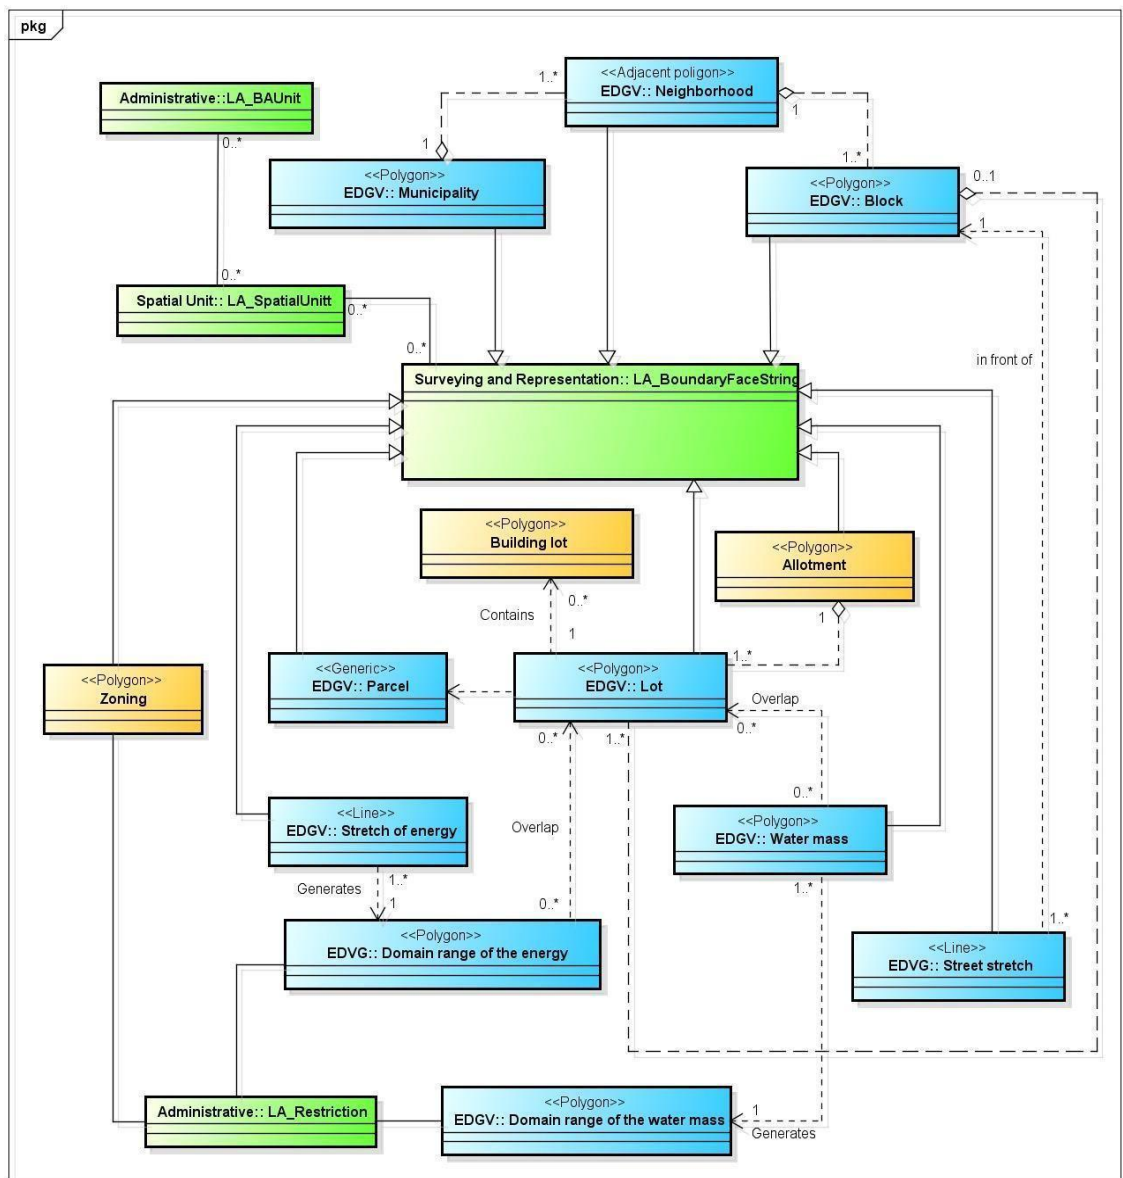 pkg
<<Adjacent poligon>>
EDGV:: Neighborhood
1..*
1
Administrative::LA_BAUnit
0..*
1
1..*
<<Polygon>>
EDGV:: Municipality
<<Polygon>>
EDGV:: Block
0..1
1
0..*
Spatial Unit:: LA_SpatialUnitt
0..*
0..*
in front of
Surveying and Representation:: LA_BoundaryFaceString
<<Polygon>>
Building lot
<<Polygon>>
Allotment
0..*
Contains
1
1
1..*
<<Polygon>>
Zoning
<<Generic>>
EDGV:: Parcel
<<Polygon>>
EDGV:: Lot
Overlap
0..*
1..*
0..*
0..*
<<Line>>
EDGV:: Stretch of energy
Overlap
<<Polygon>>
EDGV:: Water mass
Generates
1..*
1
0..*
1..*
1..*
<<Polygon>>
EDVG:: Domain range of the energy
<<Line>>
EDVG:: Street stretch
Administrative:: LA_Restriction
<<Polygon>>
EDGV:: Domain range of the water mass
1
Generates